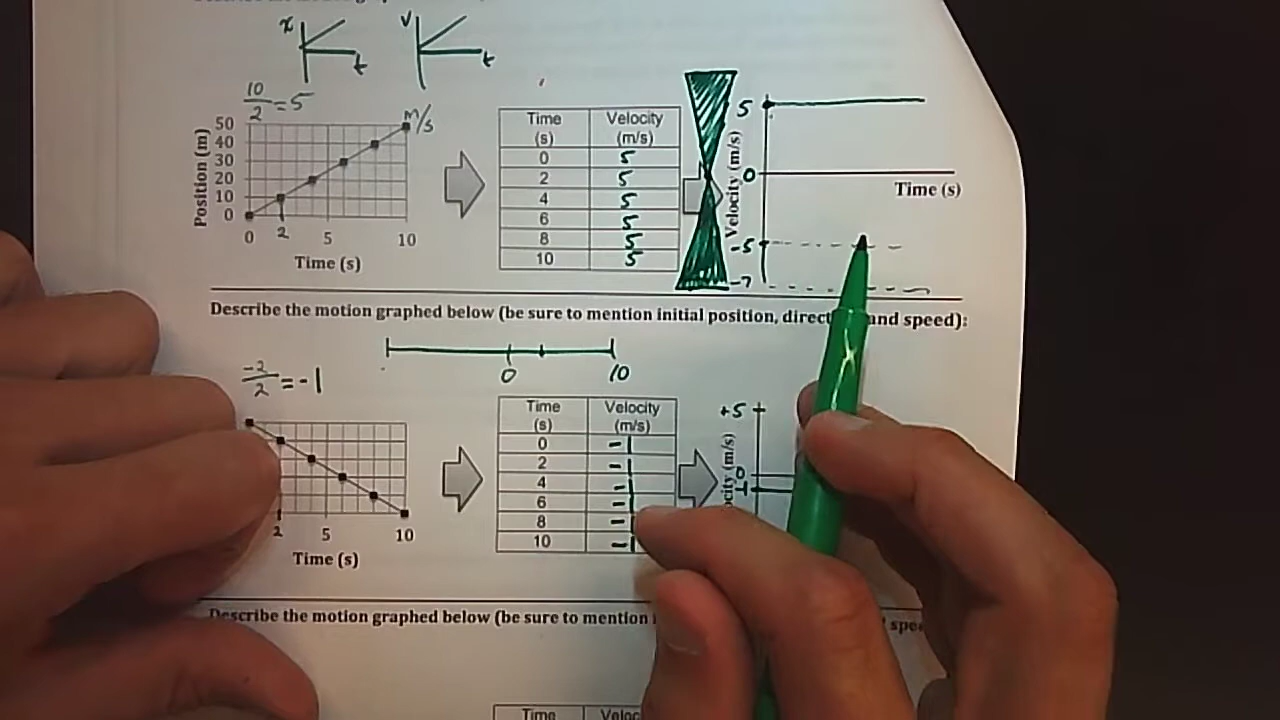 x
t
v
t
10
2 = 5
m/s
Position (m)
50
40
30
20
10
0
0 2 5 10
Time (s)
Time (s) Velocity (m/s)
0 5
2 5
4 5
6 5
8 5
10 5
Velocity (m/s)
5
0
-5
-7
Time (s)
Describe the motion graphed below (be sure to mention initial position, direct and speed):
0 10
-2
2 = -1
2 5 10
Time (s)
Time (s) Velocity (m/s)
0 -1
2 -1
4 -1
6 -1
8 -1
10 -1
city (m/s)
+5
0
-1
Describe the motion graphed below (be sure to mention spe
Time Veloc